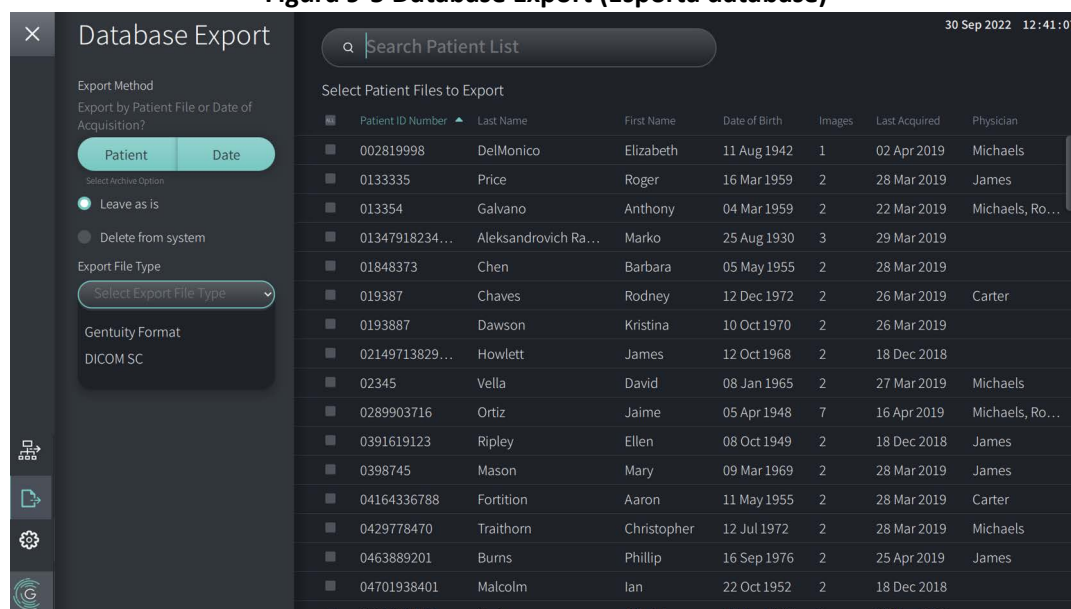 Figura 9-5 Database Export (Esporta database)
Database Export
30 Sep 2022 12:41:07
Search Patient List
Export Method
Export by Patient File or Date of
Acquisition?
Patient Date
Select Archive Option
Leave as is
Delete from system
Export File Type
Select Export File Type
Gentuity Format
DICOM SC
Select Patient Files to Export
ALL Patient ID Number Last Name First Name Date of Birth Images Last Acquired Physician
002819998 DelMonico Elizabeth 11 Aug 1942 1 02 Apr 2019 Michaels
0133335 Price Roger 16 Mar 1959 2 28 Mar 2019 James
013354 Galvano Anthony 04 Mar 1959 2 22 Mar 2019 Michaels, Ro...
01347918234... Aleksandrovich Ra... Marko 25 Aug 1930 3 29 Mar 2019
01848373 Chen Barbara 05 May 1955 2 28 Mar 2019
019387 Chaves Rodney 12 Dec 1972 2 26 Mar 2019 Carter
0193887 Dawson Kristina 10 Oct 1970 2 26 Mar 2019
02149713829... Howlett James 12 Oct 1968 2 18 Dec 2018
02345 Vella David 08 Jan 1965 2 27 Mar 2019 Michaels
0289903716 Ortiz Jaime 05 Apr 1948 7 16 Apr 2019 Michaels, Ro...
0391619123 Ripley Ellen 08 Oct 1949 2 18 Dec 2018 James
0398745 Mason Mary 09 Mar 1969 2 28 Mar 2019 James
04164336788 Fortition Aaron 11 May 1955 2 28 Mar 2019 Carter
0429778470 Traithorn Christopher 12 Jul 1972 2 28 Mar 2019 Michaels
0463889201 Burns Phillip 16 Sep 1976 2 25 Apr 2019 James
04701938401 Malcolm Ian 22 Oct 1952 2 18 Dec 2018
G